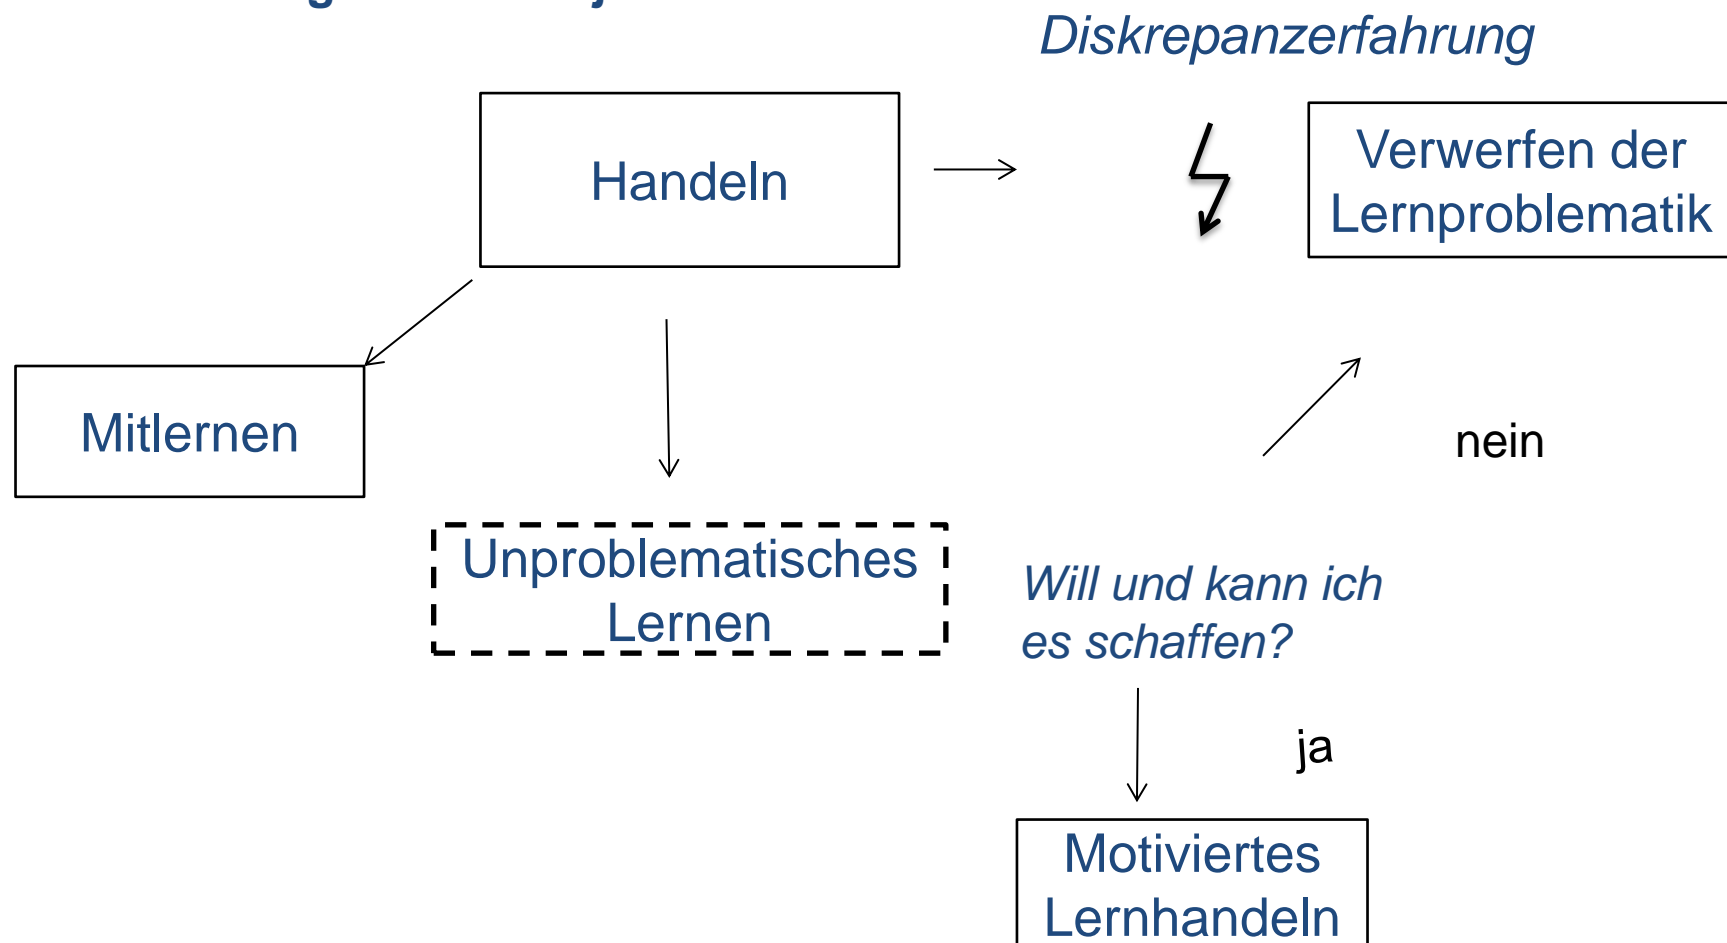 Diskrepanzerfahrung
Handeln
Verwerfen der
Lernproblematik
Mitlernen
nein
Unproblematisches
Lernen
Will und kann ich
es schaffen?
ja
Motiviertes
Lernhandeln